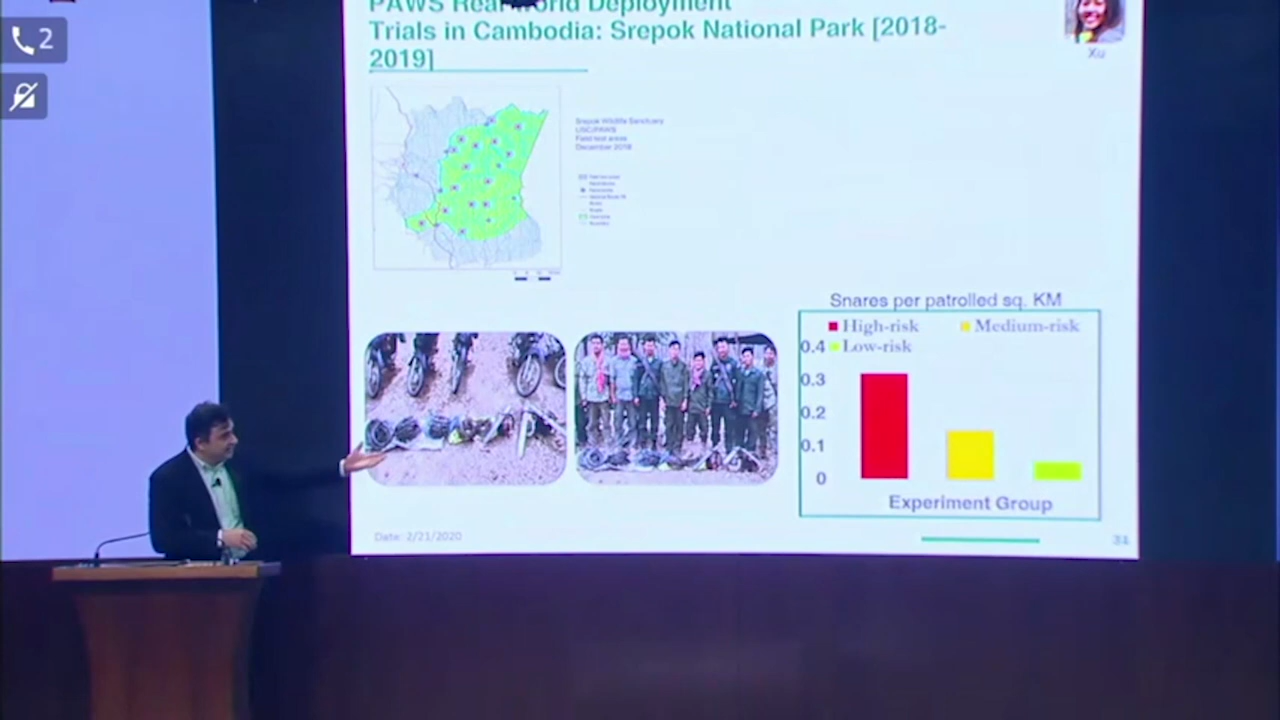 2
PAWS Real World Deployment
Trials in Cambodia: Srepok National Park [2018-
2019]
Xu
Srepok Wildlife Sanctuary
USC/PAWS
Field test areas
December 2018
Snares per patrolled sq. KM
High-risk
Medium-risk
Low-risk
0.4
0.3
0.2
0.1
0
Experiment Group
Date: 2/21/2020
31